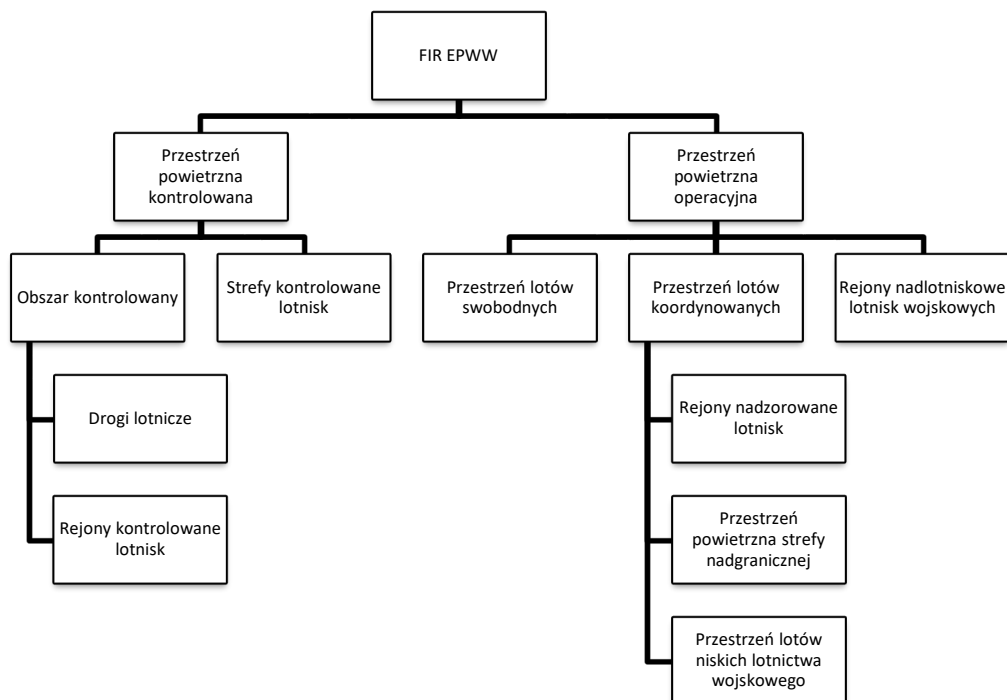 FIR EPWW
Przestrzeń
powietrzna
kontrolowana
Przestrzeń
powietrzna
operacyjna
Obszar kontrolowany
Strefy kontrolowane
lotnisk
Przestrzeń lotów
swobodnych
Przestrzeń lotów
koordynowanych
Rejony nadlotniskowe
lotnisk wojskowych
Drogi lotnicze
Rejony kontrolowane
lotnisk
Rejony nadzorowane
lotnisk
Przestrzeń
powietrzna strefy
nadgranicznej
Przestrzeń lotów
niskich lotnictwa
wojskowego